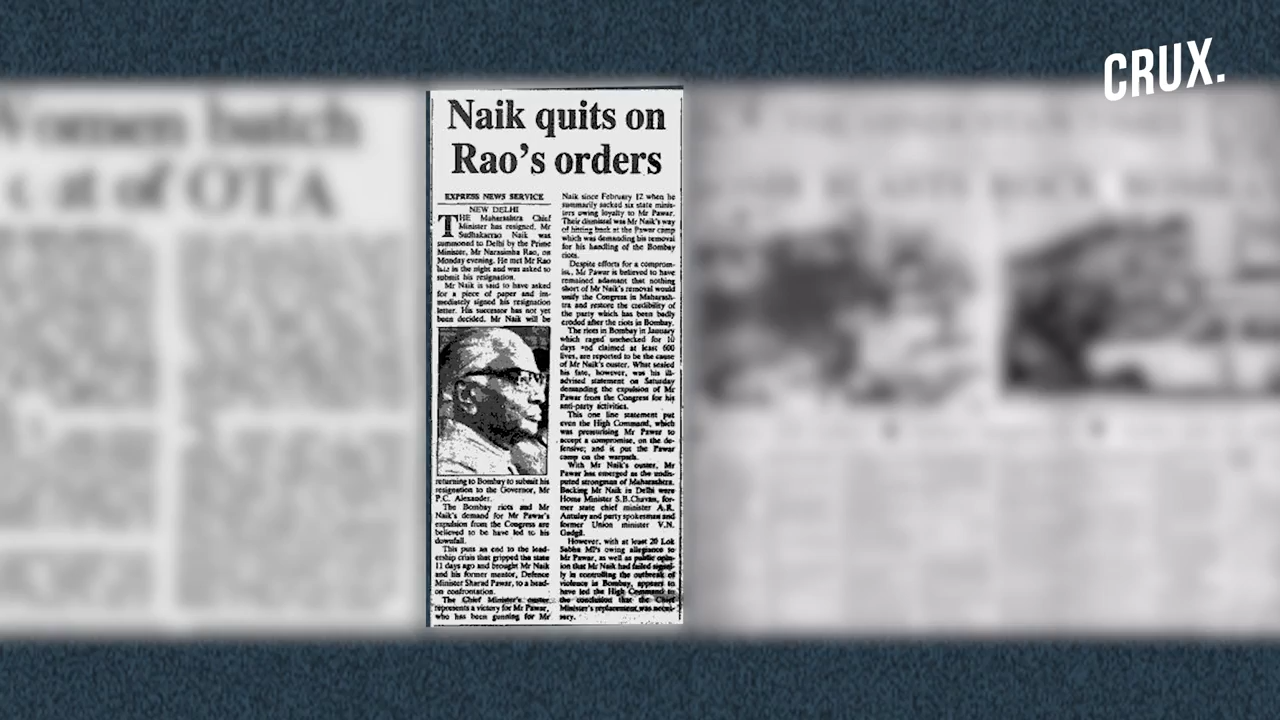 CRUX.
Women batch
at of OTA
Naik quits on
Rao's orders
EXPRESS NEWS SERVICE
NEW DELHI
THE Maharashtra Chief
Minister has resigned. Mr
Sudhakarrao Naik was
summoned to Delhi by the Prime
Minister, Mr Narasimha Rao, on
Monday evening. He met Mr Rao
late in the night and was asked to
submit his resignation.
Mr Naik is said to have asked
for a piece of paper and im-
mediately signed his resignation
letter. His successor has not yet
been decided. Mr Naik will be
returning to Bombay to submit his
resignation to the Governor, Mr
P.C. Alexander.
The Bombay riots and Mr
Naik's demand for Mr Pawar's
expulsion from the Congress are
believed to have led to his
downfall.
This puts an end to the lead-
ership crisis that gripped the state
11 days ago and brought Mr Naik
and his former mentor, Defence
Minister Sharad Pawar, to a head-
on confrontation.
The Chief Minister's ouster
represents a victory for Mr Pawar,
who has been gunning for Mr
Naik since February 12 when he
summarily sacked six state minis-
ters owing loyalty to Mr Pawar.
Their dismissal was Mr Naik's way
of hitting back at the Pawar camp
which was demanding his removal
for his handling of the Bombay
riots.
Despite efforts for a comprom-
ise, Mr Pawar is believed to have
remained adamant that nothing
short of Mr Naik's removal would
unify the Congress in Maharash-
tra and restore the credibility of
the party which has been badly
eroded after the riots in Bombay.
The riots in Bombay in January
which raged unchecked for 10
days and claimed at least 600
lives, are reported to be the cause
of Mr Naik's ouster. What sealed
his fate, however, was his ill-
advised statement on Saturday
demanding the expulsion of Mr
Pawar from the Congress for his
anti-party activities.
This one line statement put
even the High Command, which
was pressurising Mr Pawar to
accept a compromise, on the de-
fensive; and it put the Pawar
camp on the warpath.
With Mr Naik's ouster, Mr
Pawar has emerged as the undis-
puted strongman of Maharashtra.
Backing Mr Naik in Delhi were
Home Minister S.B.Chavan, for-
mer state chief minister A.R.
Antulay and party spokesman and
former Union minister V.N.
Gadgil.
However, with at least 20 Lok
Sabha MPs owing allegiance to
Mr Pawar, as well as public opin-
ion that Mr Naik had failed signal-
ly in controlling the outbreak of
violence in Bombay, appears to
have led the High Command to
the conclusion that the Chief
Minister's replacement was neces-
sary.